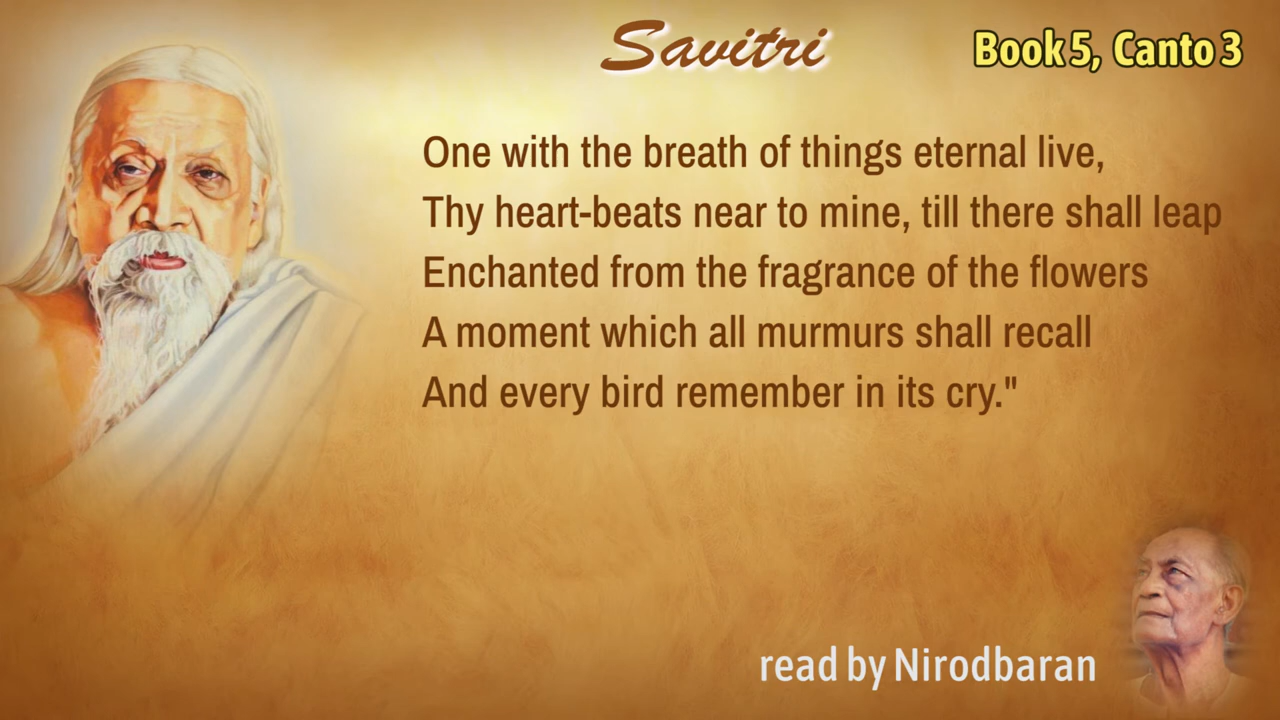 Savitri
Book 5, Canto 3
One with the breath of things eternal live,
Thy heart-beats near to mine, till there shall leap
Enchanted from the fragrance of the flowers
A moment which all murmurs shall recall
And every bird remember in its cry."
read by Nirodbaran